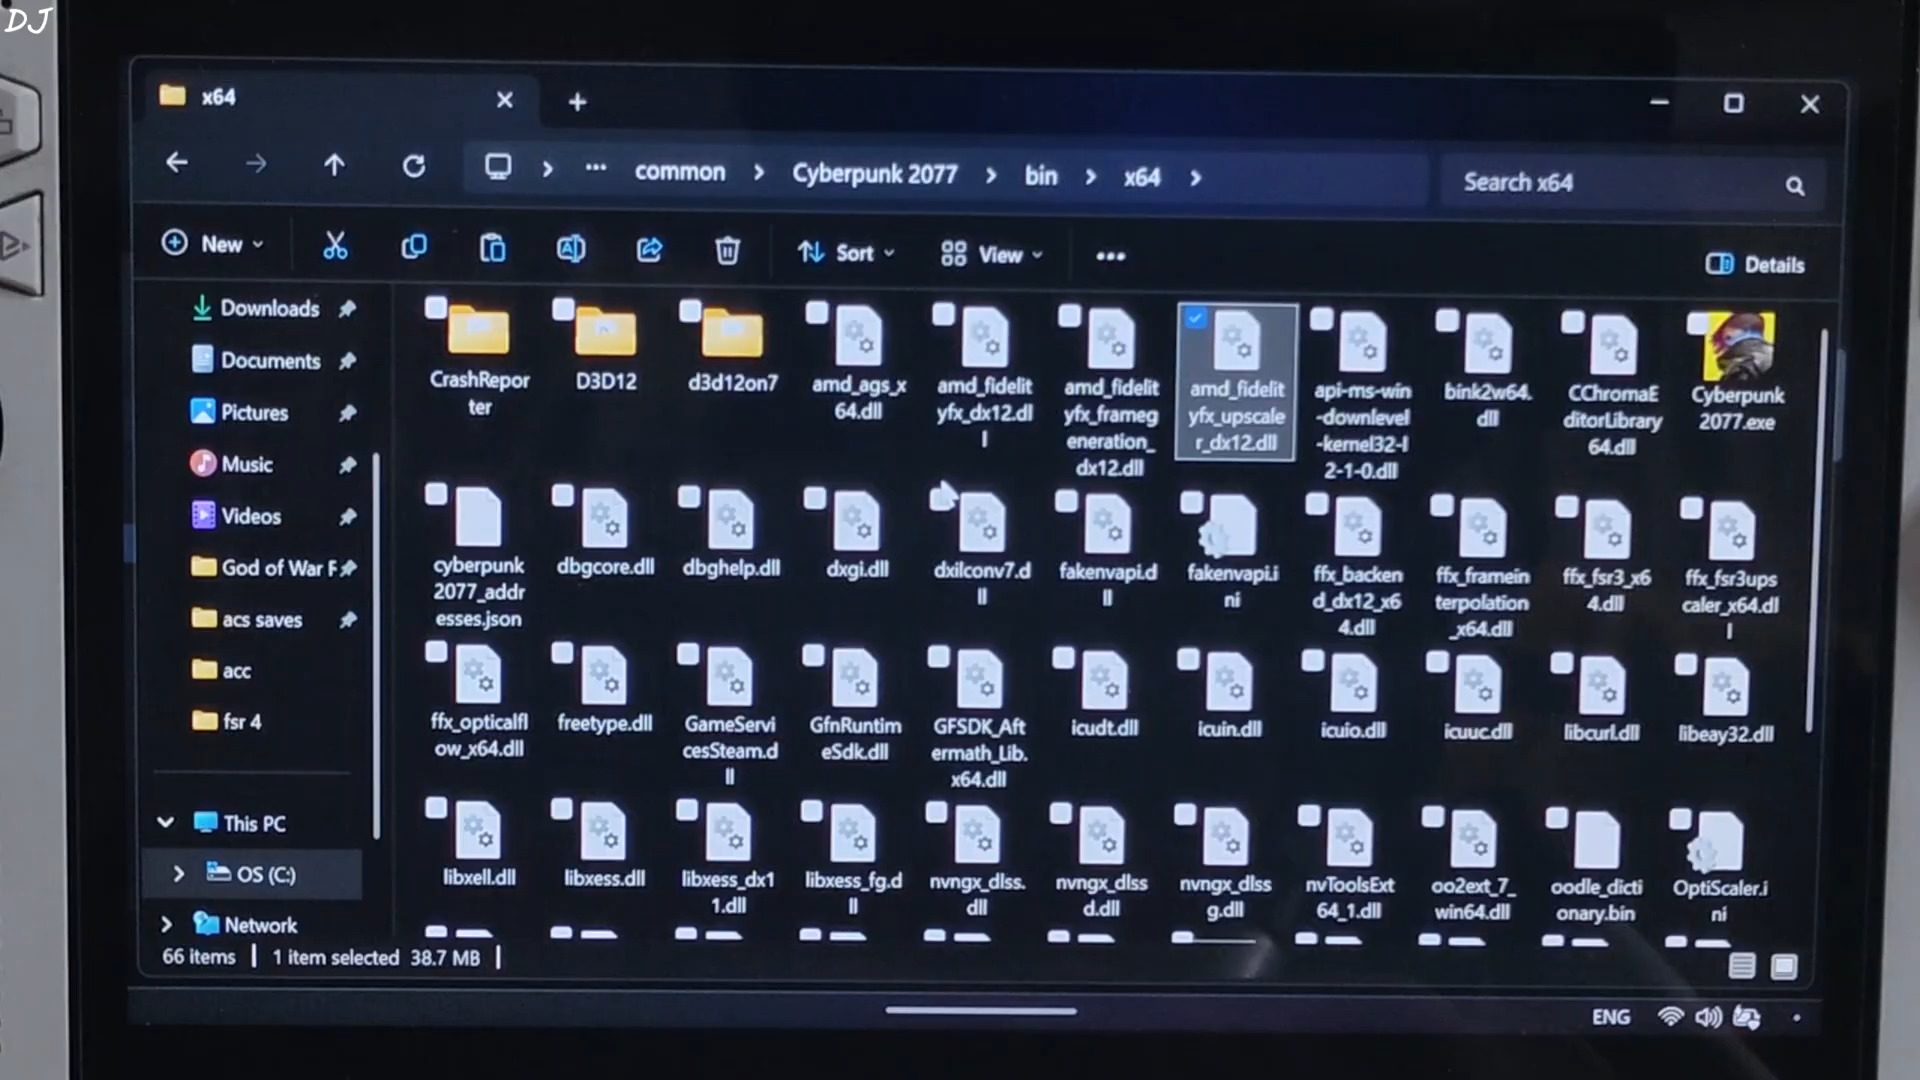 DJ
x64
common
Cyberpunk 2077
bin
x64
Search x64
New
Sort
View
Details
Downloads
Documents
Pictures
Music
Videos
God of War F
acs saves
acc
fsr 4
This PC
OS (C:)
Network
CrashRepor
ter
D3D12
d3d12on7
amd_ags_x
64.dll
amd_fidelit
yfx_dx12.dl
l
amd_fidelit
yfx_frameg
eneration_
dx12.dll
amd_fidelit
yfx_upscale
r_dx12.dll
api-ms-win
-downlevel
-kernel32-l
2-1-0.dll
bink2w64.
dll
CChromaE
ditorLibrary
64.dll
Cyberpunk
2077.exe
cyberpunk
2077_addr
esses.json
dbgcore.dll
dbghelp.dll
dxgi.dll
dxilconv7.d
ll
fakenvapi.d
ll
fakenvapi.i
ni
ffx_backen
d_dx12_x6
4.dll
ffx_framein
terpolation
_x64.dll
ffx_fsr3_x6
4.dll
ffx_fsr3ups
caler_x64.dl
l
ffx_opticalfl
ow_x64.dll
freetype.dll
GameServi
cesSteam.d
ll
GfnRuntim
eSdk.dll
GFSDK_Aft
ermath_Lib.
x64.dll
icudt.dll
icuin.dll
icuio.dll
icuuc.dll
libcurl.dll
libeay32.dll
libxell.dll
libxess.dll
libxess_dx1
1.dll
libxess_fg.d
ll
nvngx_dlss.
dll
nvngx_dlss
d.dll
nvngx_dlss
g.dll
nvToolsExt
64_1.dll
oo2ext_7_
win64.dll
oodle_dicti
onary.bin
OptiScaler.i
ni
66 items
1 item selected 38.7 MB
ENG